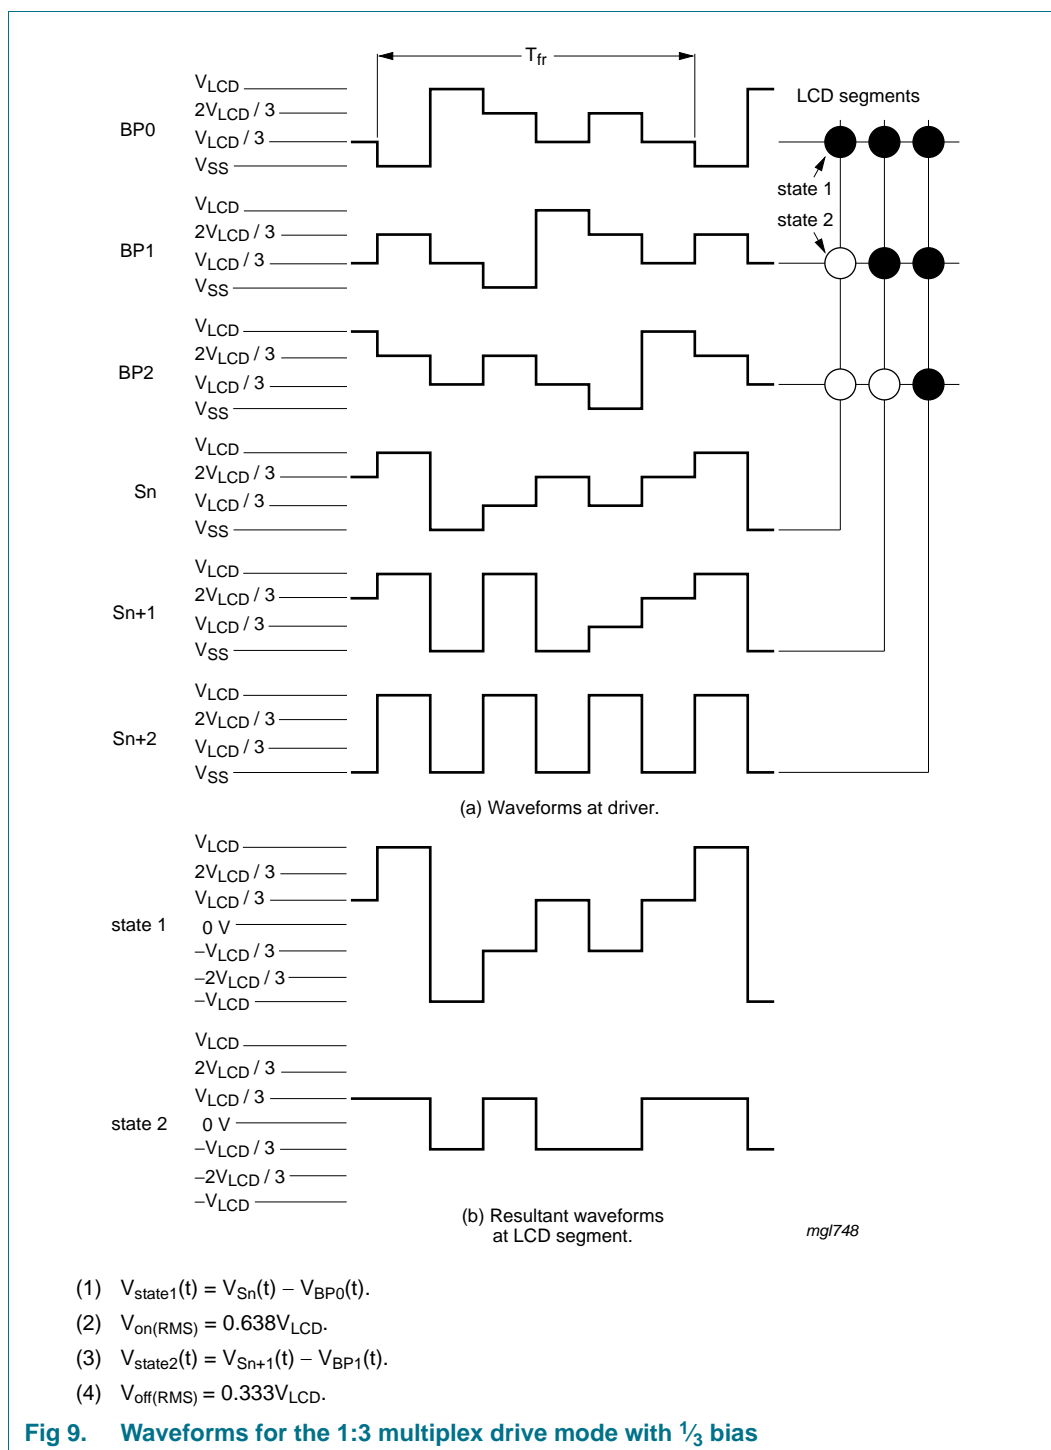 Tfr
VLCD
2VLCD / 3
BP0
VLCD / 3
VSS
LCD segments
state 1
VLCD
state 2
2VLCD / 3
BP1
VLCD / 3
VSS
VLCD
2VLCD / 3
BP2
VLCD / 3
VSS
VLCD
2VLCD / 3
Sn
VLCD / 3
VSS
VLCD
2VLCD / 3
Sn+1
VLCD / 3
VSS
VLCD
2VLCD / 3
Sn+2
VLCD / 3
VSS
(a) Waveforms at driver.
VLCD
2VLCD / 3
VLCD / 3
state 1
0 V
−VLCD / 3
−2VLCD / 3
−VLCD
VLCD
2VLCD / 3
VLCD / 3
state 2
0 V
−VLCD / 3
−2VLCD / 3
−VLCD
(b) Resultant waveforms
at LCD segment.
mgl748
(1) Vstate1(t) = VSn(t) − VBP0(t).
(2) Von(RMS) = 0.638VLCD.
(3) Vstate2(t) = VSn+1(t) − VBP1(t).
(4) Voff(RMS) = 0.333VLCD.
Fig 9. Waveforms for the 1:3 multiplex drive mode with 1⁄3 bias